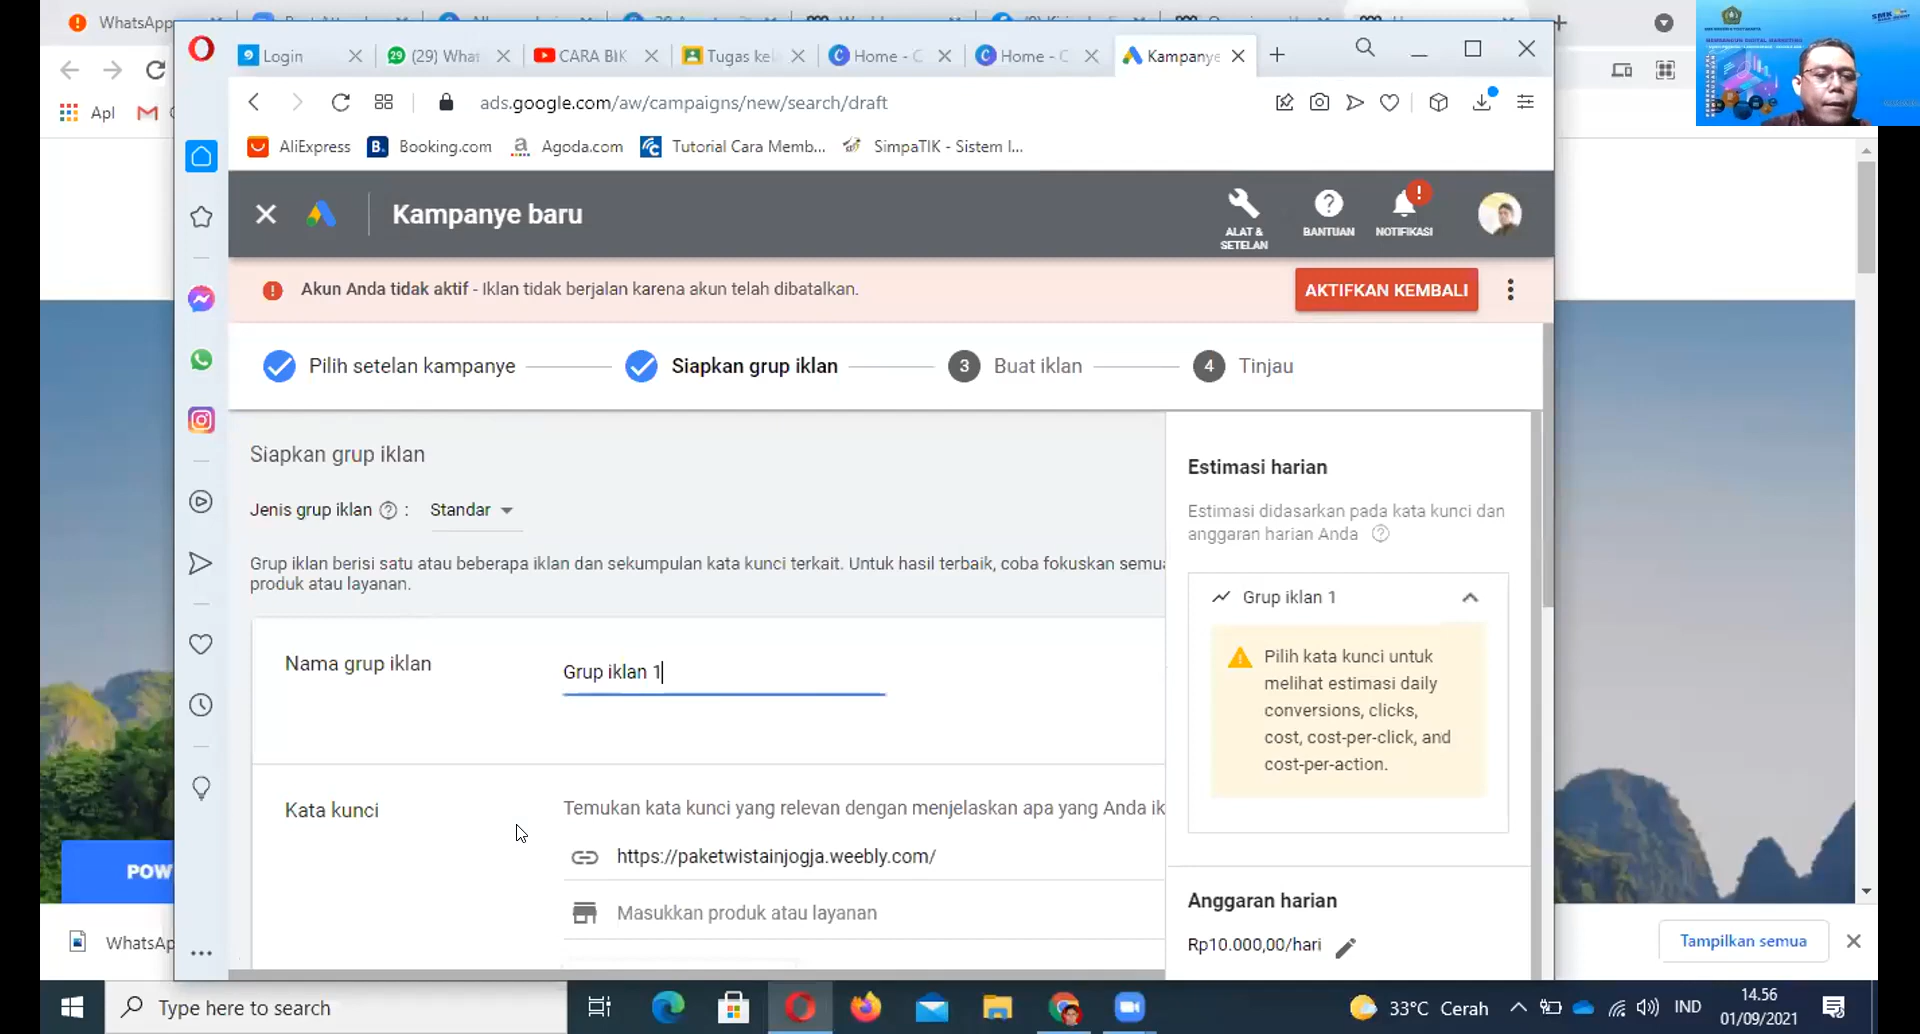 WhatsApp
Login
(29) What
CARA BIK
Tugas kel
Home - C
Home - C
Kampanye
ads.google.com/aw/campaigns/new/search/draft
Apl
AliExpress
Booking.com
Agoda.com
Tutorial Cara Memb...
SimpaTIK - Sistem I...
Kampanye baru
ALAT &
SETELAN
BANTUAN
NOTIFIKASI
Akun Anda tidak aktif - Iklan tidak berjalan karena akun telah dibatalkan.
AKTIFKAN KEMBALI
Pilih setelan kampanye
Siapkan grup iklan
3 Buat iklan
4 Tinjau
Siapkan grup iklan
Jenis grup iklan ? : Standar
Grup iklan berisi satu atau beberapa iklan dan sekumpulan kata kunci terkait. Untuk hasil terbaik, coba fokuskan semua
produk atau layanan.
Nama grup iklan
Grup iklan 1
Kata kunci
Temukan kata kunci yang relevan dengan menjelaskan apa yang Anda ik
https://paketwistainjogja.weebly.com/
Masukkan produk atau layanan
Estimasi harian
Estimasi didasarkan pada kata kunci dan
anggaran harian Anda ?
Grup iklan 1
Pilih kata kunci untuk
melihat estimasi daily
conversions, clicks,
cost, cost-per-click, and
cost-per-action.
Anggaran harian
Rp10.000,00/hari
POW
WhatsAp
Tampilkan semua
Type here to search
33°C Cerah
IND
14.56
01/09/2021